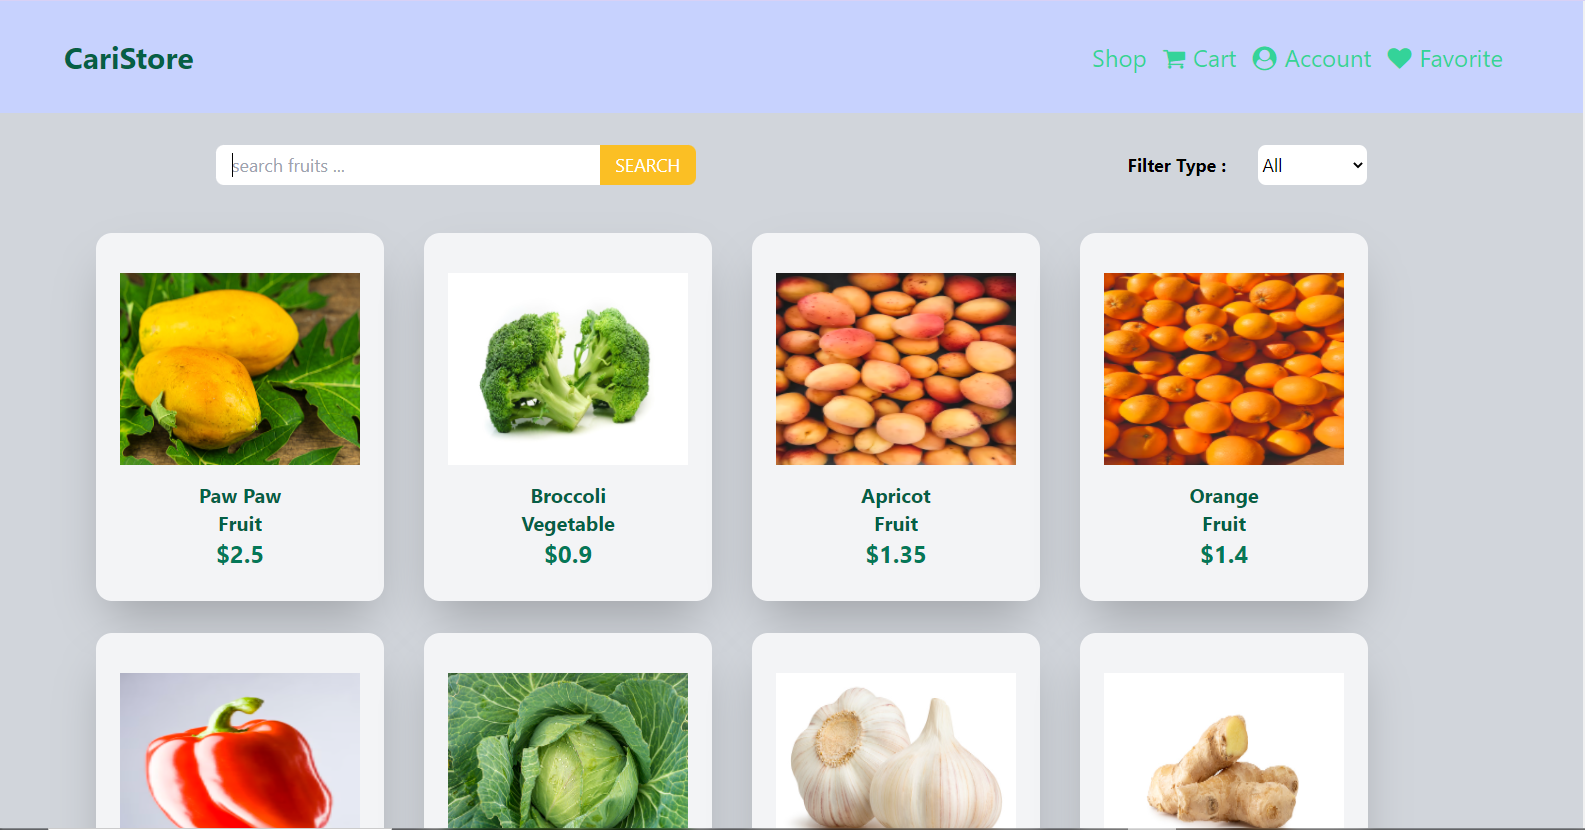 CariStore
Shop Cart Account Favorite
search fruits ... SEARCH Filter Type : All
Paw Paw
Fruit
$2.5
Broccoli
Vegetable
$0.9
Apricot
Fruit
$1.35
Orange
Fruit
$1.4